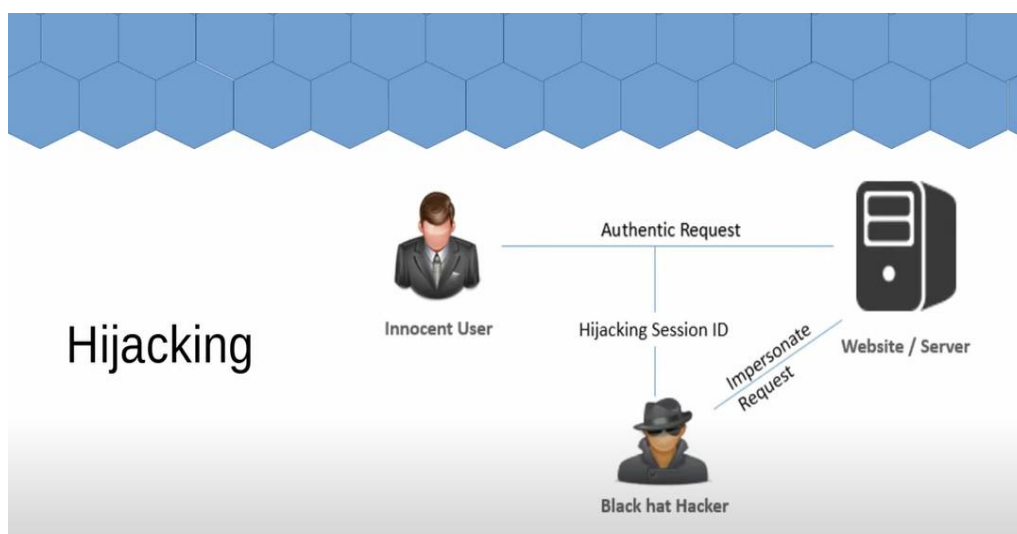 Hijacking
Authentic Request
Innocent User
Hijacking Session ID
Website / Server
Impersonate
Request
Black hat Hacker